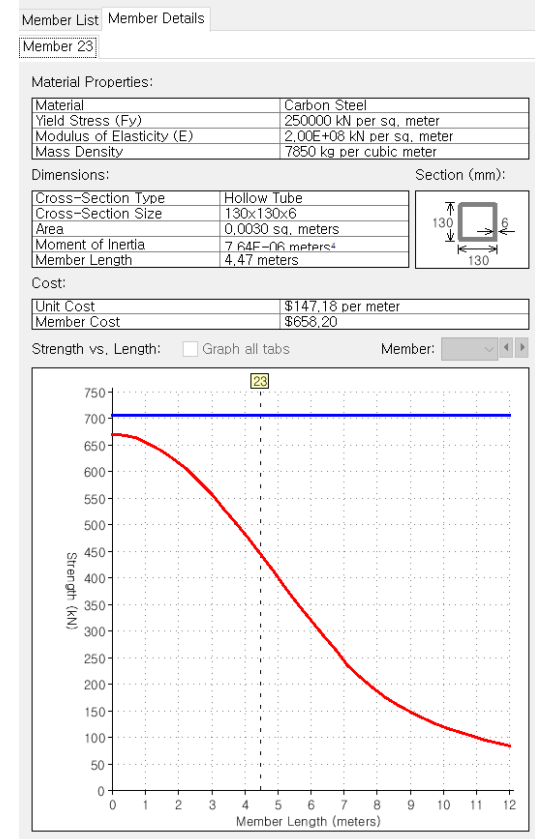 Member List Member Details
Member 23
Material Properties:
Material Carbon Steel
Yield Stress (Fy) 250000 kN per sq. meter
Modulus of Elasticity (E) 2,00E+08 kN per sq. meter
Mass Density 7850 kg per cubic meter
Dimensions: Section (mm):
Cross-Section Type Hollow Tube
Cross-Section Size 130x130x6
Area 0,0030 sq. meters
Moment of Inertia 7,64E-06 meters⁴
Member Length 4,47 meters
130 6
130
Cost:
Unit Cost $147,18 per meter
Member Cost $658,20
Strength vs. Length: Graph all tabs Member:
23
750
700
650
600
550
500
450
400
350
300
250
200
150
100
50
0
Strength (kN)
0 1 2 3 4 5 6 7 8 9 10 11 12
Member Length (meters)